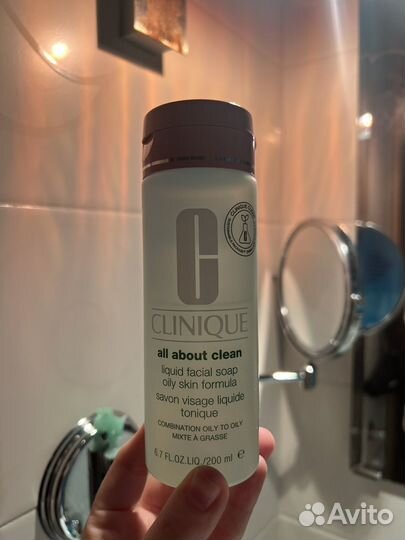 CLINIQUE
all about clean
liquid facial soap
oily skin formula
savon visage liquide
tonique
COMBINATION OILY TO OILY
MIXTE À GRASSE
6.7 FL.OZ.LIQ./200 ml e
Avito